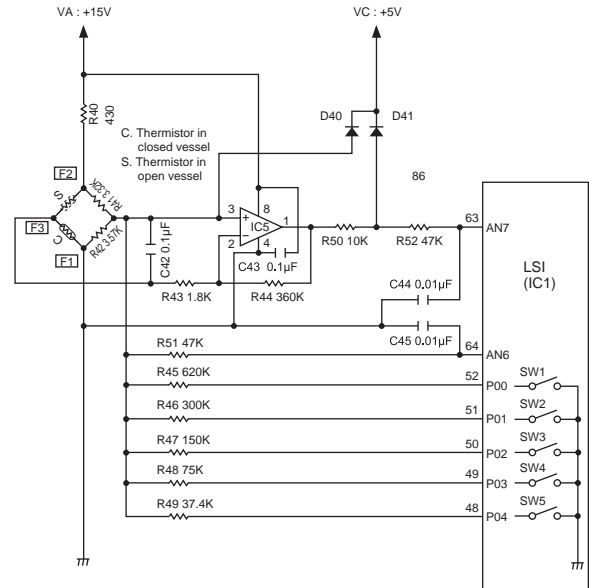 VA : +15V
VC : +5V
R40
430
D40
D41
C. Thermistor in
closed vessel
S. Thermistor in
open vessel
86
F2
S
R41 3.32K
F3
C
R42 3.57K
F1
C42 0.1μF
3
+
8
IC5
1
2
−
4
C43 0.1μF
R50 10K
R52 47K
63
AN7
LSI
(IC1)
R43 1.8K
R44 360K
C44 0.01μF
C45 0.01μF
64
AN6
R51 47K
R45 620K
52
P00
SW1
R46 300K
51
P01
SW2
R47 150K
50
P02
SW3
R48 75K
49
P03
SW4
R49 37.4K
48
P04
SW5